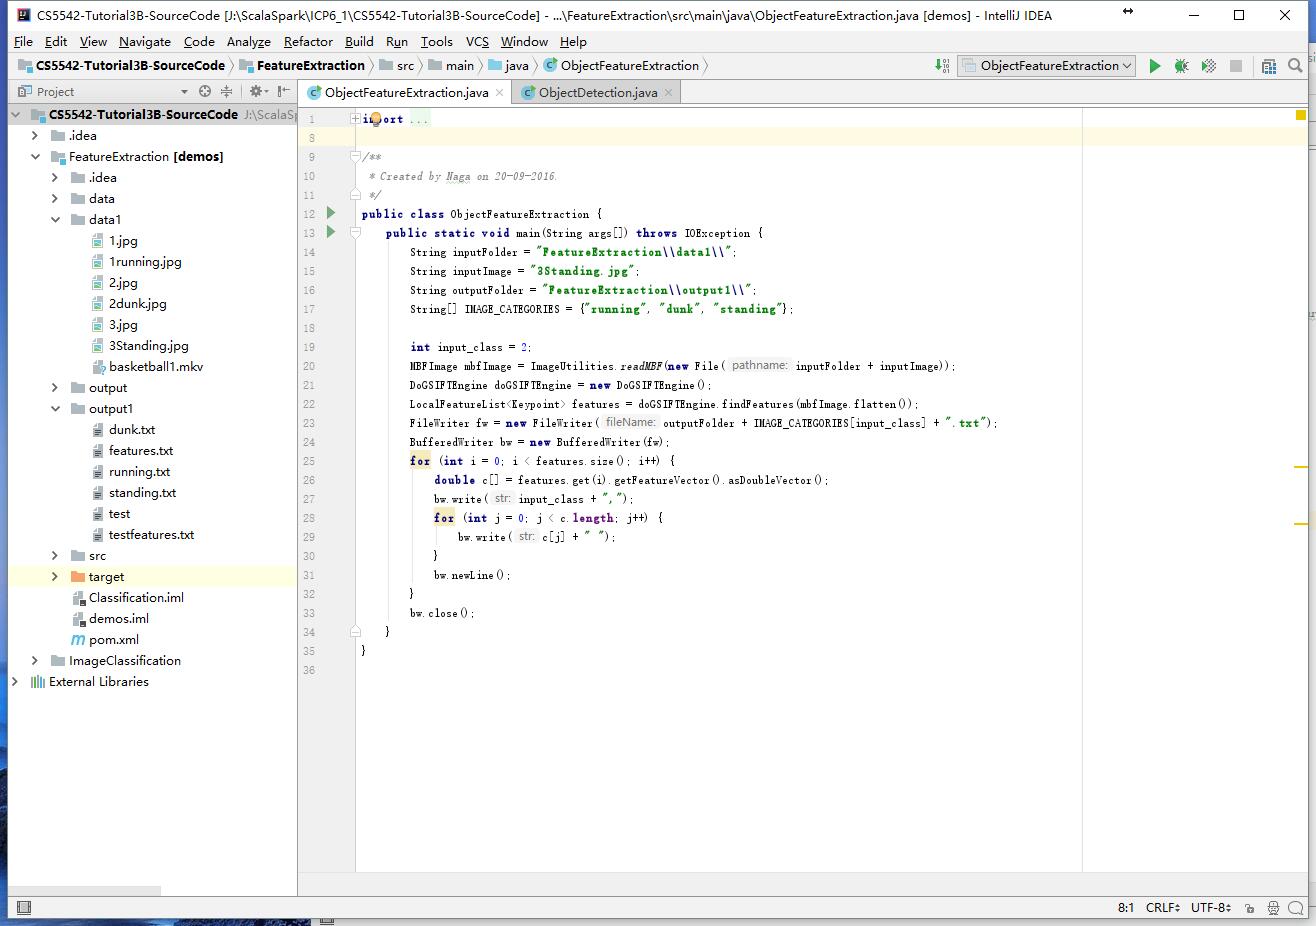 CS5542-Tutorial3B-SourceCode [J:\ScalaSpark\ICP6_1\CS5542-Tutorial3B-SourceCode] - ...\FeatureExtraction\src\main\java\ObjectFeatureExtraction.java [demos] - IntelliJ IDEA
File Edit View Navigate Code Analyze Refactor Build Run Tools VCS Window Help
CS5542-Tutorial3B-SourceCode FeatureExtraction src main java ObjectFeatureExtraction ObjectFeatureExtraction
Project
ObjectFeatureExtraction.java ObjectDetection.java
CS5542-Tutorial3B-SourceCode J:\ScalaSp
.idea
FeatureExtraction [demos]
.idea
data
data1
1.jpg
1running.jpg
2.jpg
2dunk.jpg
3.jpg
3Standing.jpg
basketball1.mkv
output
output1
dunk.txt
features.txt
running.txt
standing.txt
test
testfeatures.txt
src
target
Classification.iml
demos.iml
pom.xml
ImageClassification
External Libraries
1 import ...
8
9 /**
10 * Created by Naga on 20-09-2016.
11 */
12 public class ObjectFeatureExtraction {
13 public static void main(String args[]) throws IOException {
14 String inputFolder = "FeatureExtraction\\data1\\";
15 String inputImage = "3Standing.jpg";
16 String outputFolder = "FeatureExtraction\\output1\\";
17 String[] IMAGE_CATEGORIES = {"running", "dunk", "standing"};
18
19 int input_class = 2;
20 MBFImage mbfImage = ImageUtilities.readMBF(new File( pathname: inputFolder + inputImage));
21 DoGSIFTEngine doGSIFTEngine = new DoGSIFTEngine();
22 LocalFeatureList<Keypoint> features = doGSIFTEngine.findFeatures(mbfImage.flatten());
23 FileWriter fw = new FileWriter( fileName: outputFolder + IMAGE_CATEGORIES[input_class] + ".txt");
24 BufferedWriter bw = new BufferedWriter(fw);
25 for (int i = 0; i < features.size(); i++) {
26 double c[] = features.get(i).getFeatureVector().asDoubleVector();
27 bw.write( str: input_class + ",");
28 for (int j = 0; j < c.length; j++) {
29 bw.write( str: c[j] + " ");
30 }
31 bw.newLine();
32 }
33 bw.close();
34 }
35 }
36
8:1 CRLF UTF-8